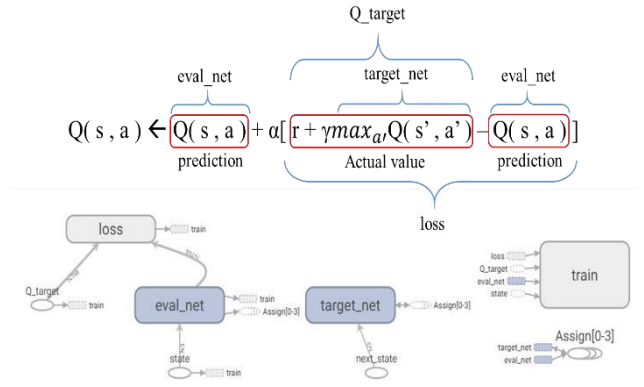 Q_target
eval_net target_net eval_net
Q( s , a ) ← Q( s , a ) + α[ r + γmaxₐ′Q( s’ , a’ ) – Q( s , a ) ]
prediction Actual value prediction
loss
loss train
Q_target train
eval_net train
Assign[0-3]
state train
target_net Assign[0-3]
next_state
loss
Q_target
eval_net
state
train
Assign[0-3]
target_net
eval_net